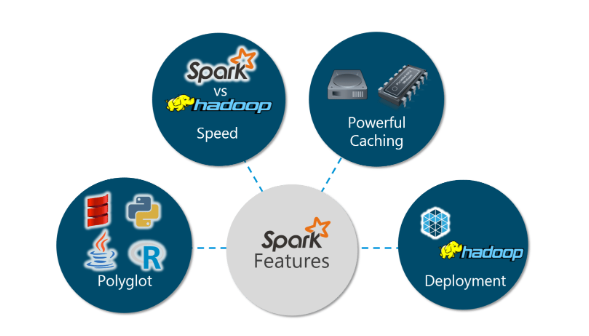 Spark
vs
hadoop
Speed
Powerful
Caching
Polyglot
R
Spark
Features
hadoop
Deployment